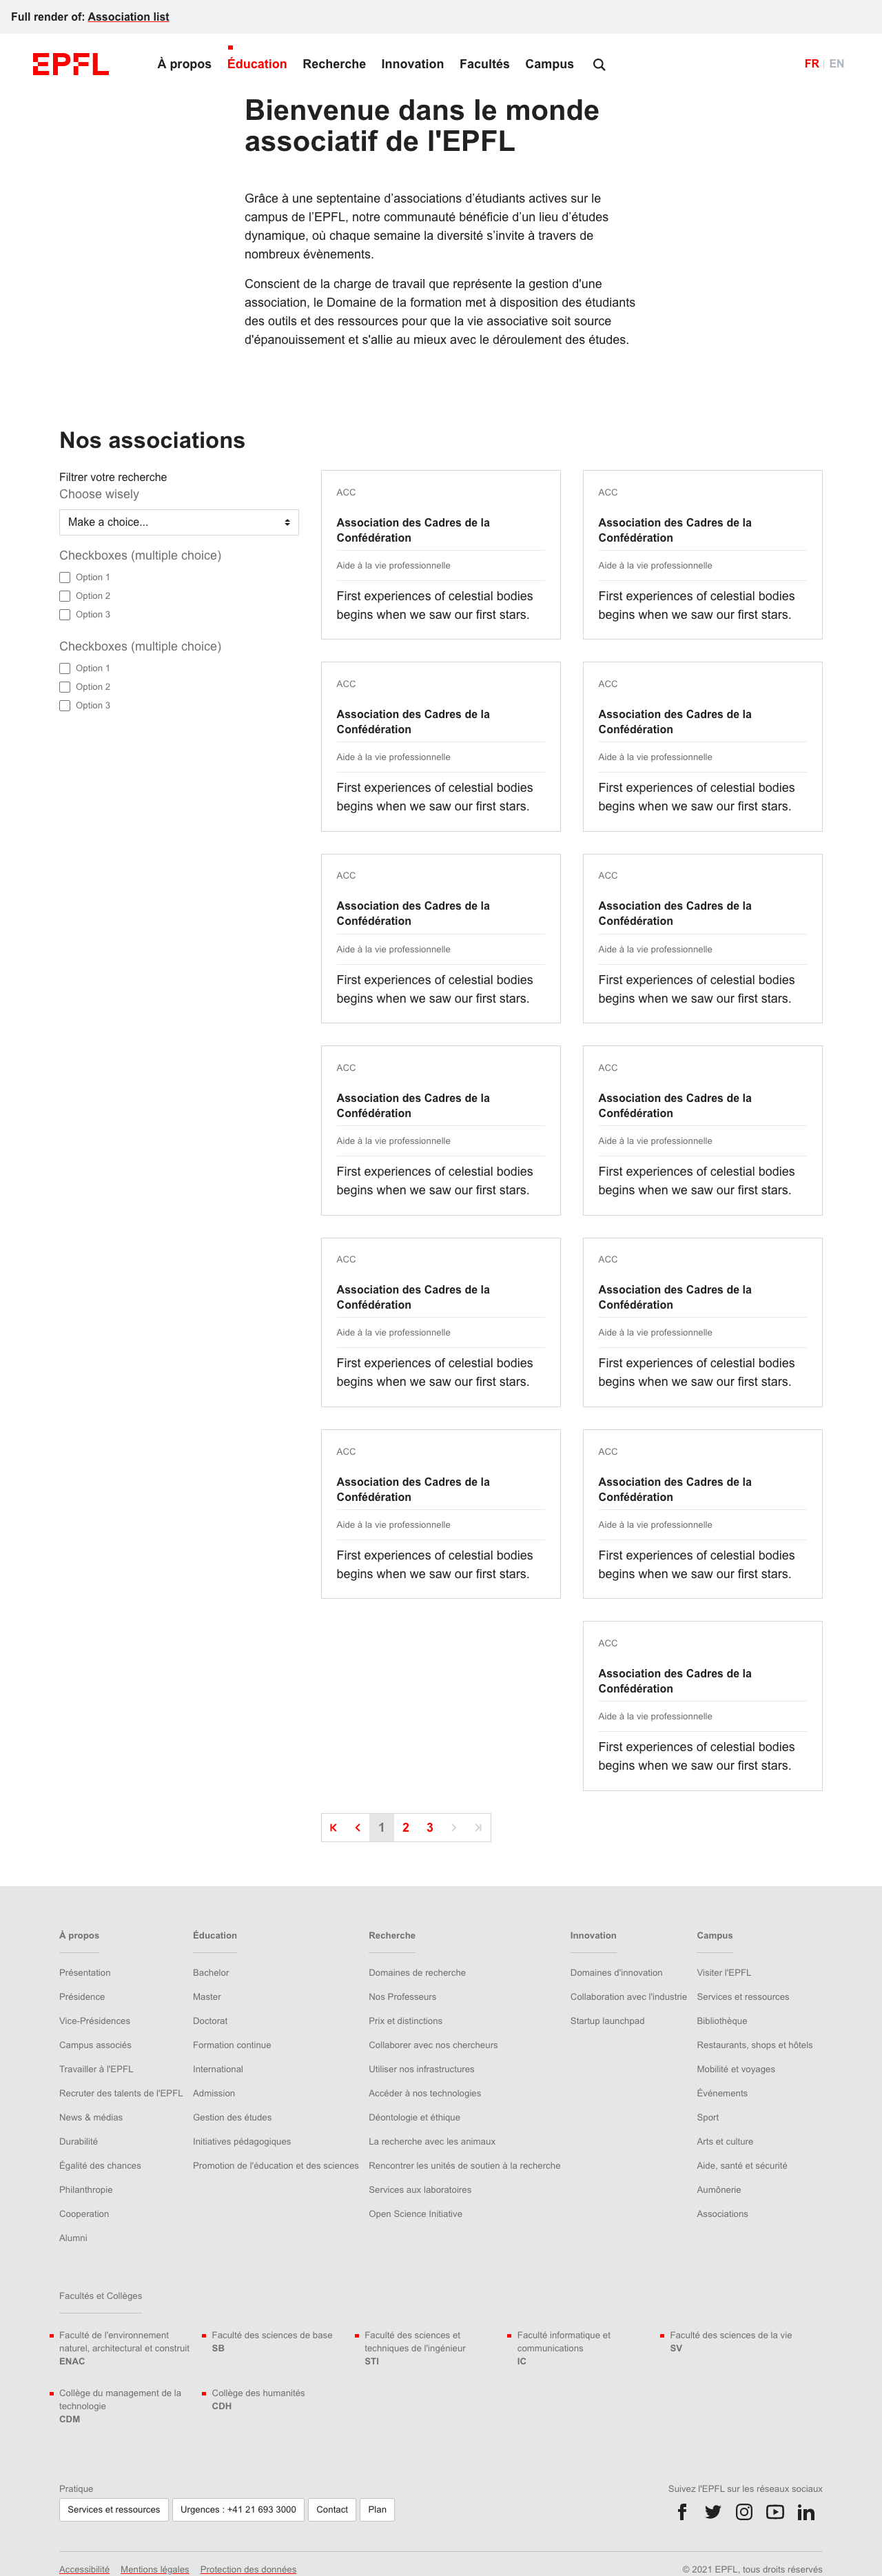 Full render of: Association list
EPFL
À propos Éducation Recherche Innovation Facultés Campus
FR EN
Bienvenue dans le monde
associatif de l'EPFL
Grâce à une septentaine d’associations d’étudiants actives sur le
campus de l’EPFL, notre communauté bénéficie d’un lieu d’études
dynamique, où chaque semaine la diversité s’invite à travers de
nombreux évènements.
Conscient de la charge de travail que représente la gestion d'une
association, le Domaine de la formation met à disposition des étudiants
des outils et des ressources pour que la vie associative soit source
d'épanouissement et s'allie au mieux avec le déroulement des études.
Nos associations
Filtrer votre recherche
Choose wisely
Make a choice...
Checkboxes (multiple choice)
Option 1
Option 2
Option 3
Checkboxes (multiple choice)
Option 1
Option 2
Option 3
ACC
Association des Cadres de la
Confédération
Aide à la vie professionnelle
First experiences of celestial bodies
begins when we saw our first stars.
ACC
Association des Cadres de la
Confédération
Aide à la vie professionnelle
First experiences of celestial bodies
begins when we saw our first stars.
ACC
Association des Cadres de la
Confédération
Aide à la vie professionnelle
First experiences of celestial bodies
begins when we saw our first stars.
ACC
Association des Cadres de la
Confédération
Aide à la vie professionnelle
First experiences of celestial bodies
begins when we saw our first stars.
ACC
Association des Cadres de la
Confédération
Aide à la vie professionnelle
First experiences of celestial bodies
begins when we saw our first stars.
ACC
Association des Cadres de la
Confédération
Aide à la vie professionnelle
First experiences of celestial bodies
begins when we saw our first stars.
ACC
Association des Cadres de la
Confédération
Aide à la vie professionnelle
First experiences of celestial bodies
begins when we saw our first stars.
ACC
Association des Cadres de la
Confédération
Aide à la vie professionnelle
First experiences of celestial bodies
begins when we saw our first stars.
ACC
Association des Cadres de la
Confédération
Aide à la vie professionnelle
First experiences of celestial bodies
begins when we saw our first stars.
ACC
Association des Cadres de la
Confédération
Aide à la vie professionnelle
First experiences of celestial bodies
begins when we saw our first stars.
ACC
Association des Cadres de la
Confédération
Aide à la vie professionnelle
First experiences of celestial bodies
begins when we saw our first stars.
ACC
Association des Cadres de la
Confédération
Aide à la vie professionnelle
First experiences of celestial bodies
begins when we saw our first stars.
ACC
Association des Cadres de la
Confédération
Aide à la vie professionnelle
First experiences of celestial bodies
begins when we saw our first stars.
1 2 3
À propos
Présentation
Présidence
Vice-Présidences
Campus associés
Travailler à l'EPFL
Recruter des talents de l'EPFL
News & médias
Durabilité
Égalité des chances
Philanthropie
Cooperation
Alumni
Éducation
Bachelor
Master
Doctorat
Formation continue
International
Admission
Gestion des études
Initiatives pédagogiques
Promotion de l'éducation et des sciences
Recherche
Domaines de recherche
Nos Professeurs
Prix et distinctions
Collaborer avec nos chercheurs
Utiliser nos infrastructures
Accéder à nos technologies
Déontologie et éthique
La recherche avec les animaux
Rencontrer les unités de soutien à la recherche
Services aux laboratoires
Open Science Initiative
Innovation
Domaines d'innovation
Collaboration avec l'industrie
Startup launchpad
Campus
Visiter l'EPFL
Services et ressources
Bibliothèque
Restaurants, shops et hôtels
Mobilité et voyages
Événements
Sport
Arts et culture
Aide, santé et sécurité
Aumônerie
Associations
Facultés et Collèges
Faculté de l'environnement
naturel, architectural et construit
ENAC
Faculté des sciences de base
SB
Faculté des sciences et
techniques de l'ingénieur
STI
Faculté informatique et
communications
IC
Faculté des sciences de la vie
SV
Collège du management de la
technologie
CDM
Collège des humanités
CDH
Pratique
Services et ressources Urgences : +41 21 693 3000 Contact Plan
Suivez l'EPFL sur les réseaux sociaux
Accessibilité Mentions légales Protection des données
© 2021 EPFL, tous droits réservés